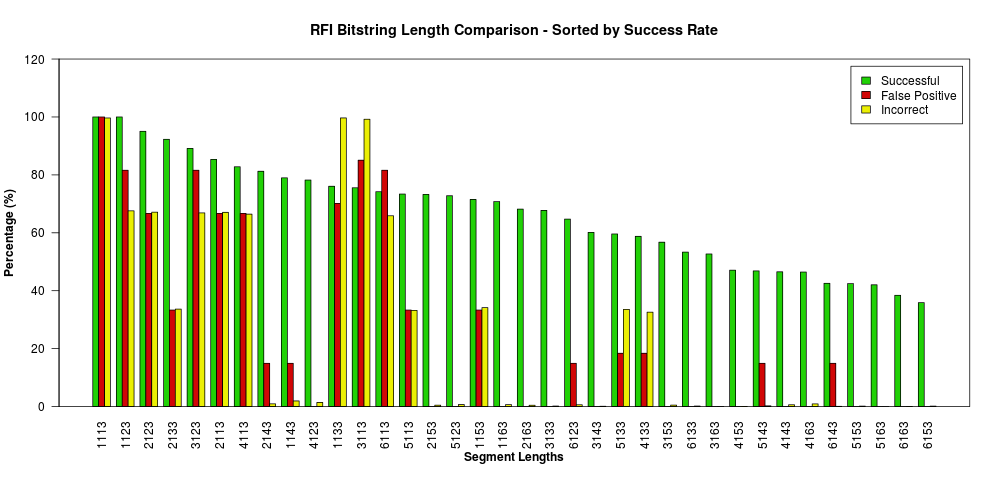 RFI Bitstring Length Comparison - Sorted by Success Rate
120
100
80
60
40
20
0
Percentage (%)
Successful
False Positive
Incorrect
1113 1123 2123 2133 3123 2113 4113 2143 1143 4123 1133 3113 6113 5113 2153 5123 1153 1163 2163 3133 6123 3143 5133 4133 3153 6133 3163 4153 5143 4143 4163 6143 5153 5163 6163 6153
Segment Lengths